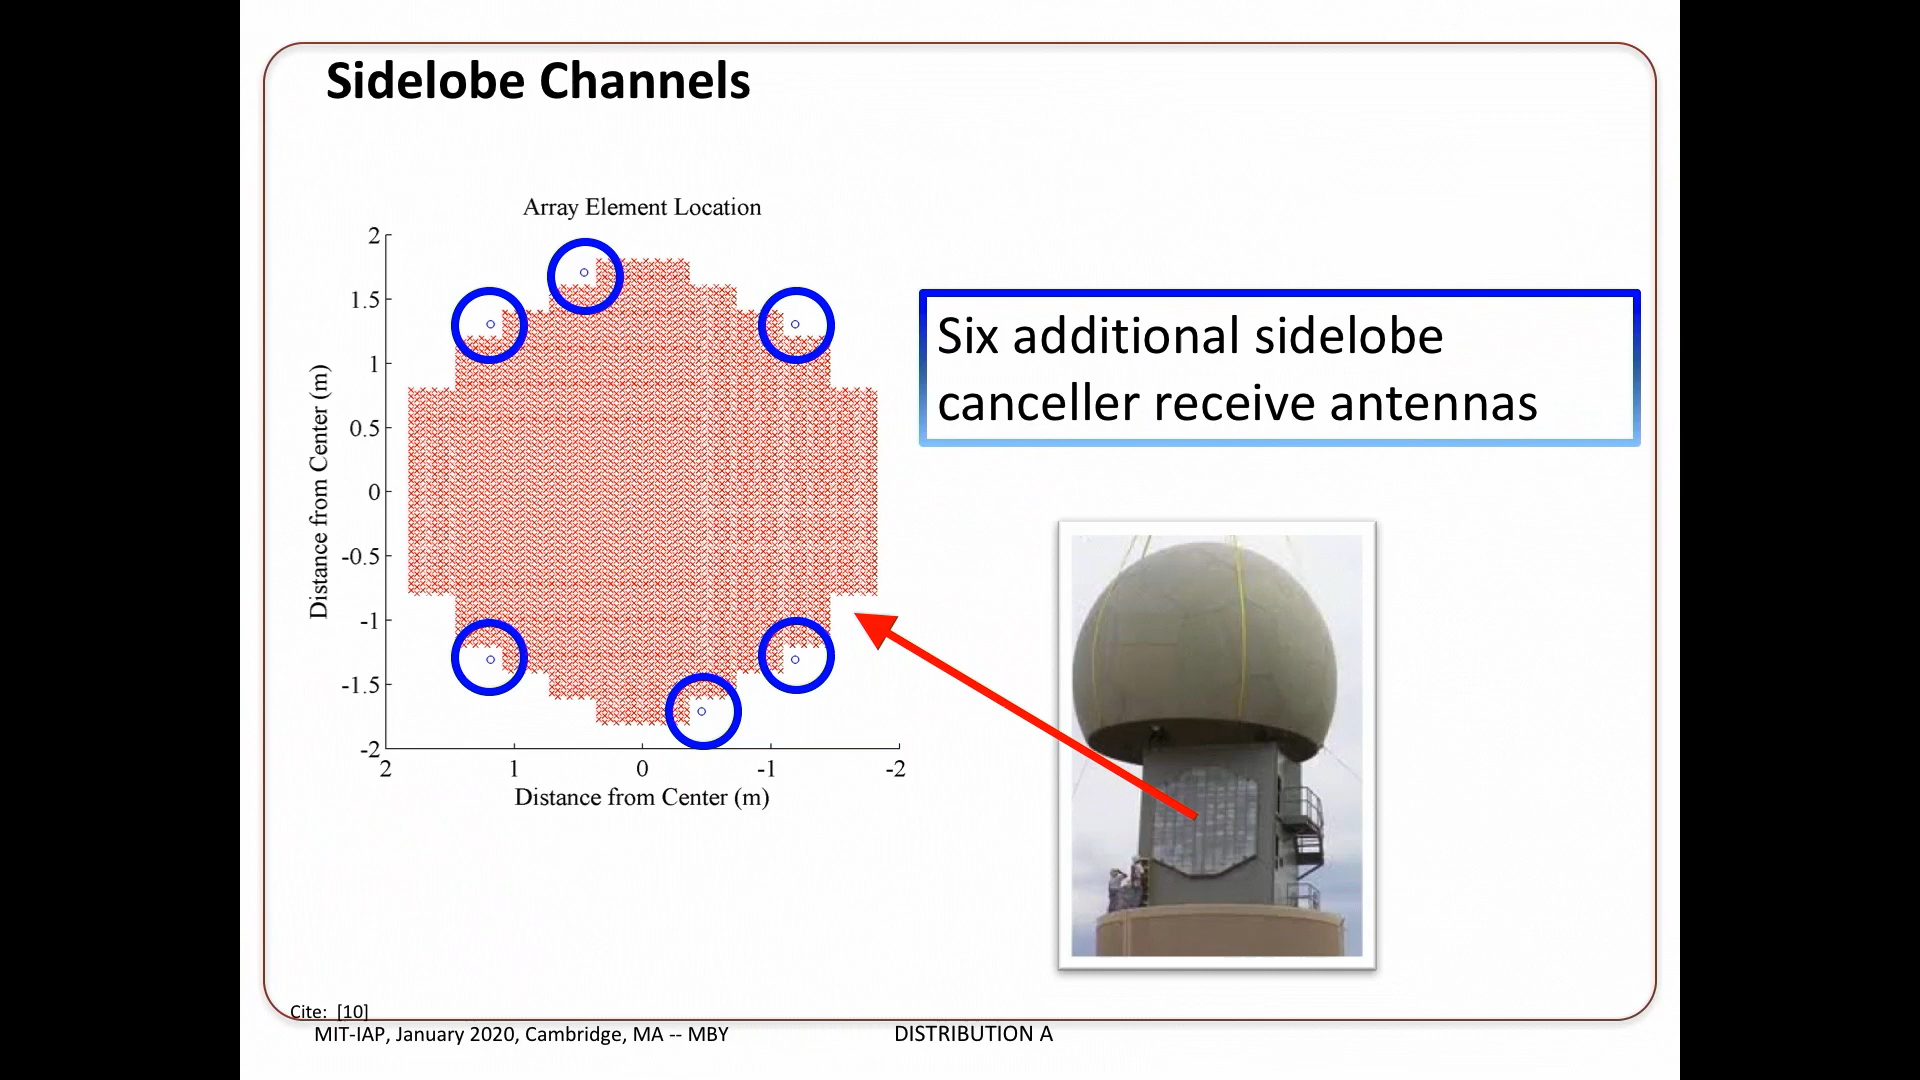 Sidelobe Channels
Array Element Location
2
1.5
1
0.5
0
-0.5
-1
-1.5
-2
Distance from Center (m)
2
1
0
-1
-2
Distance from Center (m)
Six additional sidelobe
canceller receive antennas
Cite: [10]
MIT-IAP, January 2020, Cambridge, MA -- MBY
DISTRIBUTION A